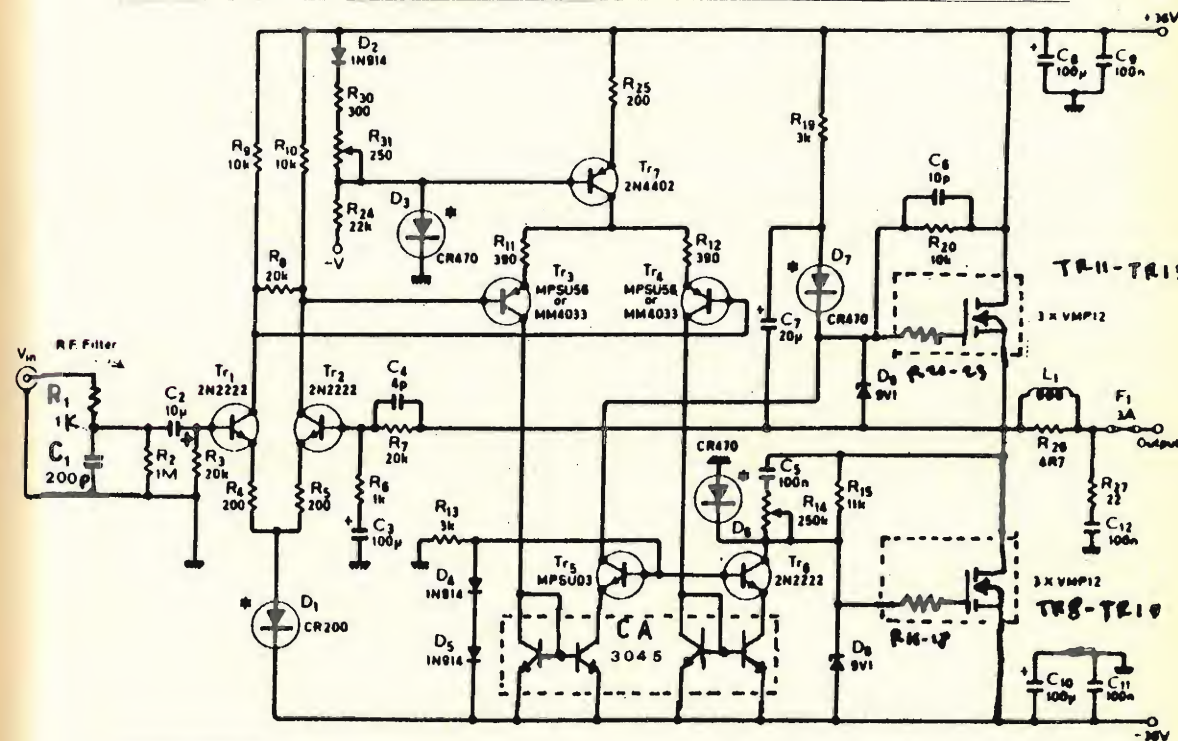 +36V
D2
1N914
R30
300
R31
250
R24
22k
-V
R9
10k
R10
10k
R8
20k
R25
200
Tr7
2N4402
D3
*
CR470
R11
390
R12
390
Tr3
MPSU56
or
MM4033
Tr4
MPSU56
or
MM4033
R19
3k
D7
*
CR470
C7
+
20μ
C6
10p
R20
10k
C8
+
100μ
C9
100n
3 X VMP12
D9
9V1
L1
R26
4R7
F1
3A
Output
R27
22
C12
100n
R.F. Filter
Vin
R1
1K
C1
200p
C2
10μ
+
R2
1M
R3
20k
Tr1
2N2222
Tr2
2N2222
C4
4p
R7
20k
R4
200
R5
200
R6
1k
C3
+
100μ
D1
*
CR200
R13
3k
D4
1N914
D5
1N914
Tr5
MPSU03
Tr6
2N2222
CR470
*
D6
C5
100n
R14
250k
R15
11k
CA
3045
D8
9V1
R16-18
3 X VMP12
TR8-TR10
C10
+
100μ
C11
100n
-36V